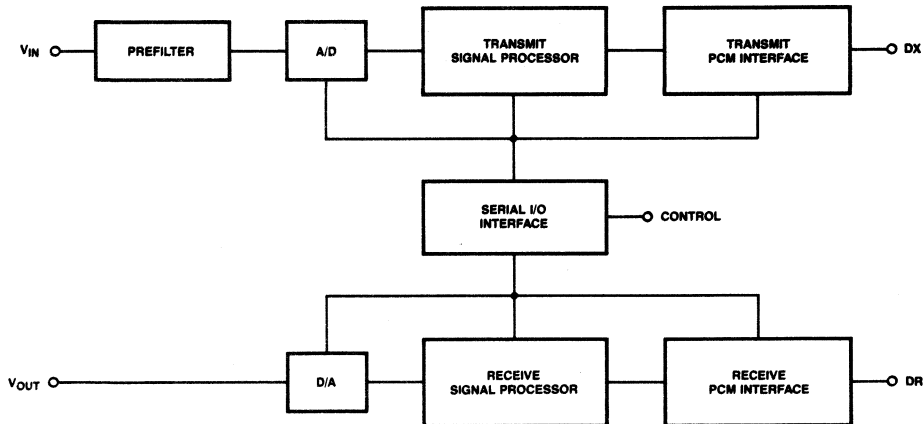 VIN
PREFILTER
A/D
TRANSMIT
SIGNAL PROCESSOR
TRANSMIT
PCM INTERFACE
DX
SERIAL I/O
INTERFACE
CONTROL
VOUT
D/A
RECEIVE
SIGNAL PROCESSOR
RECEIVE
PCM INTERFACE
DR